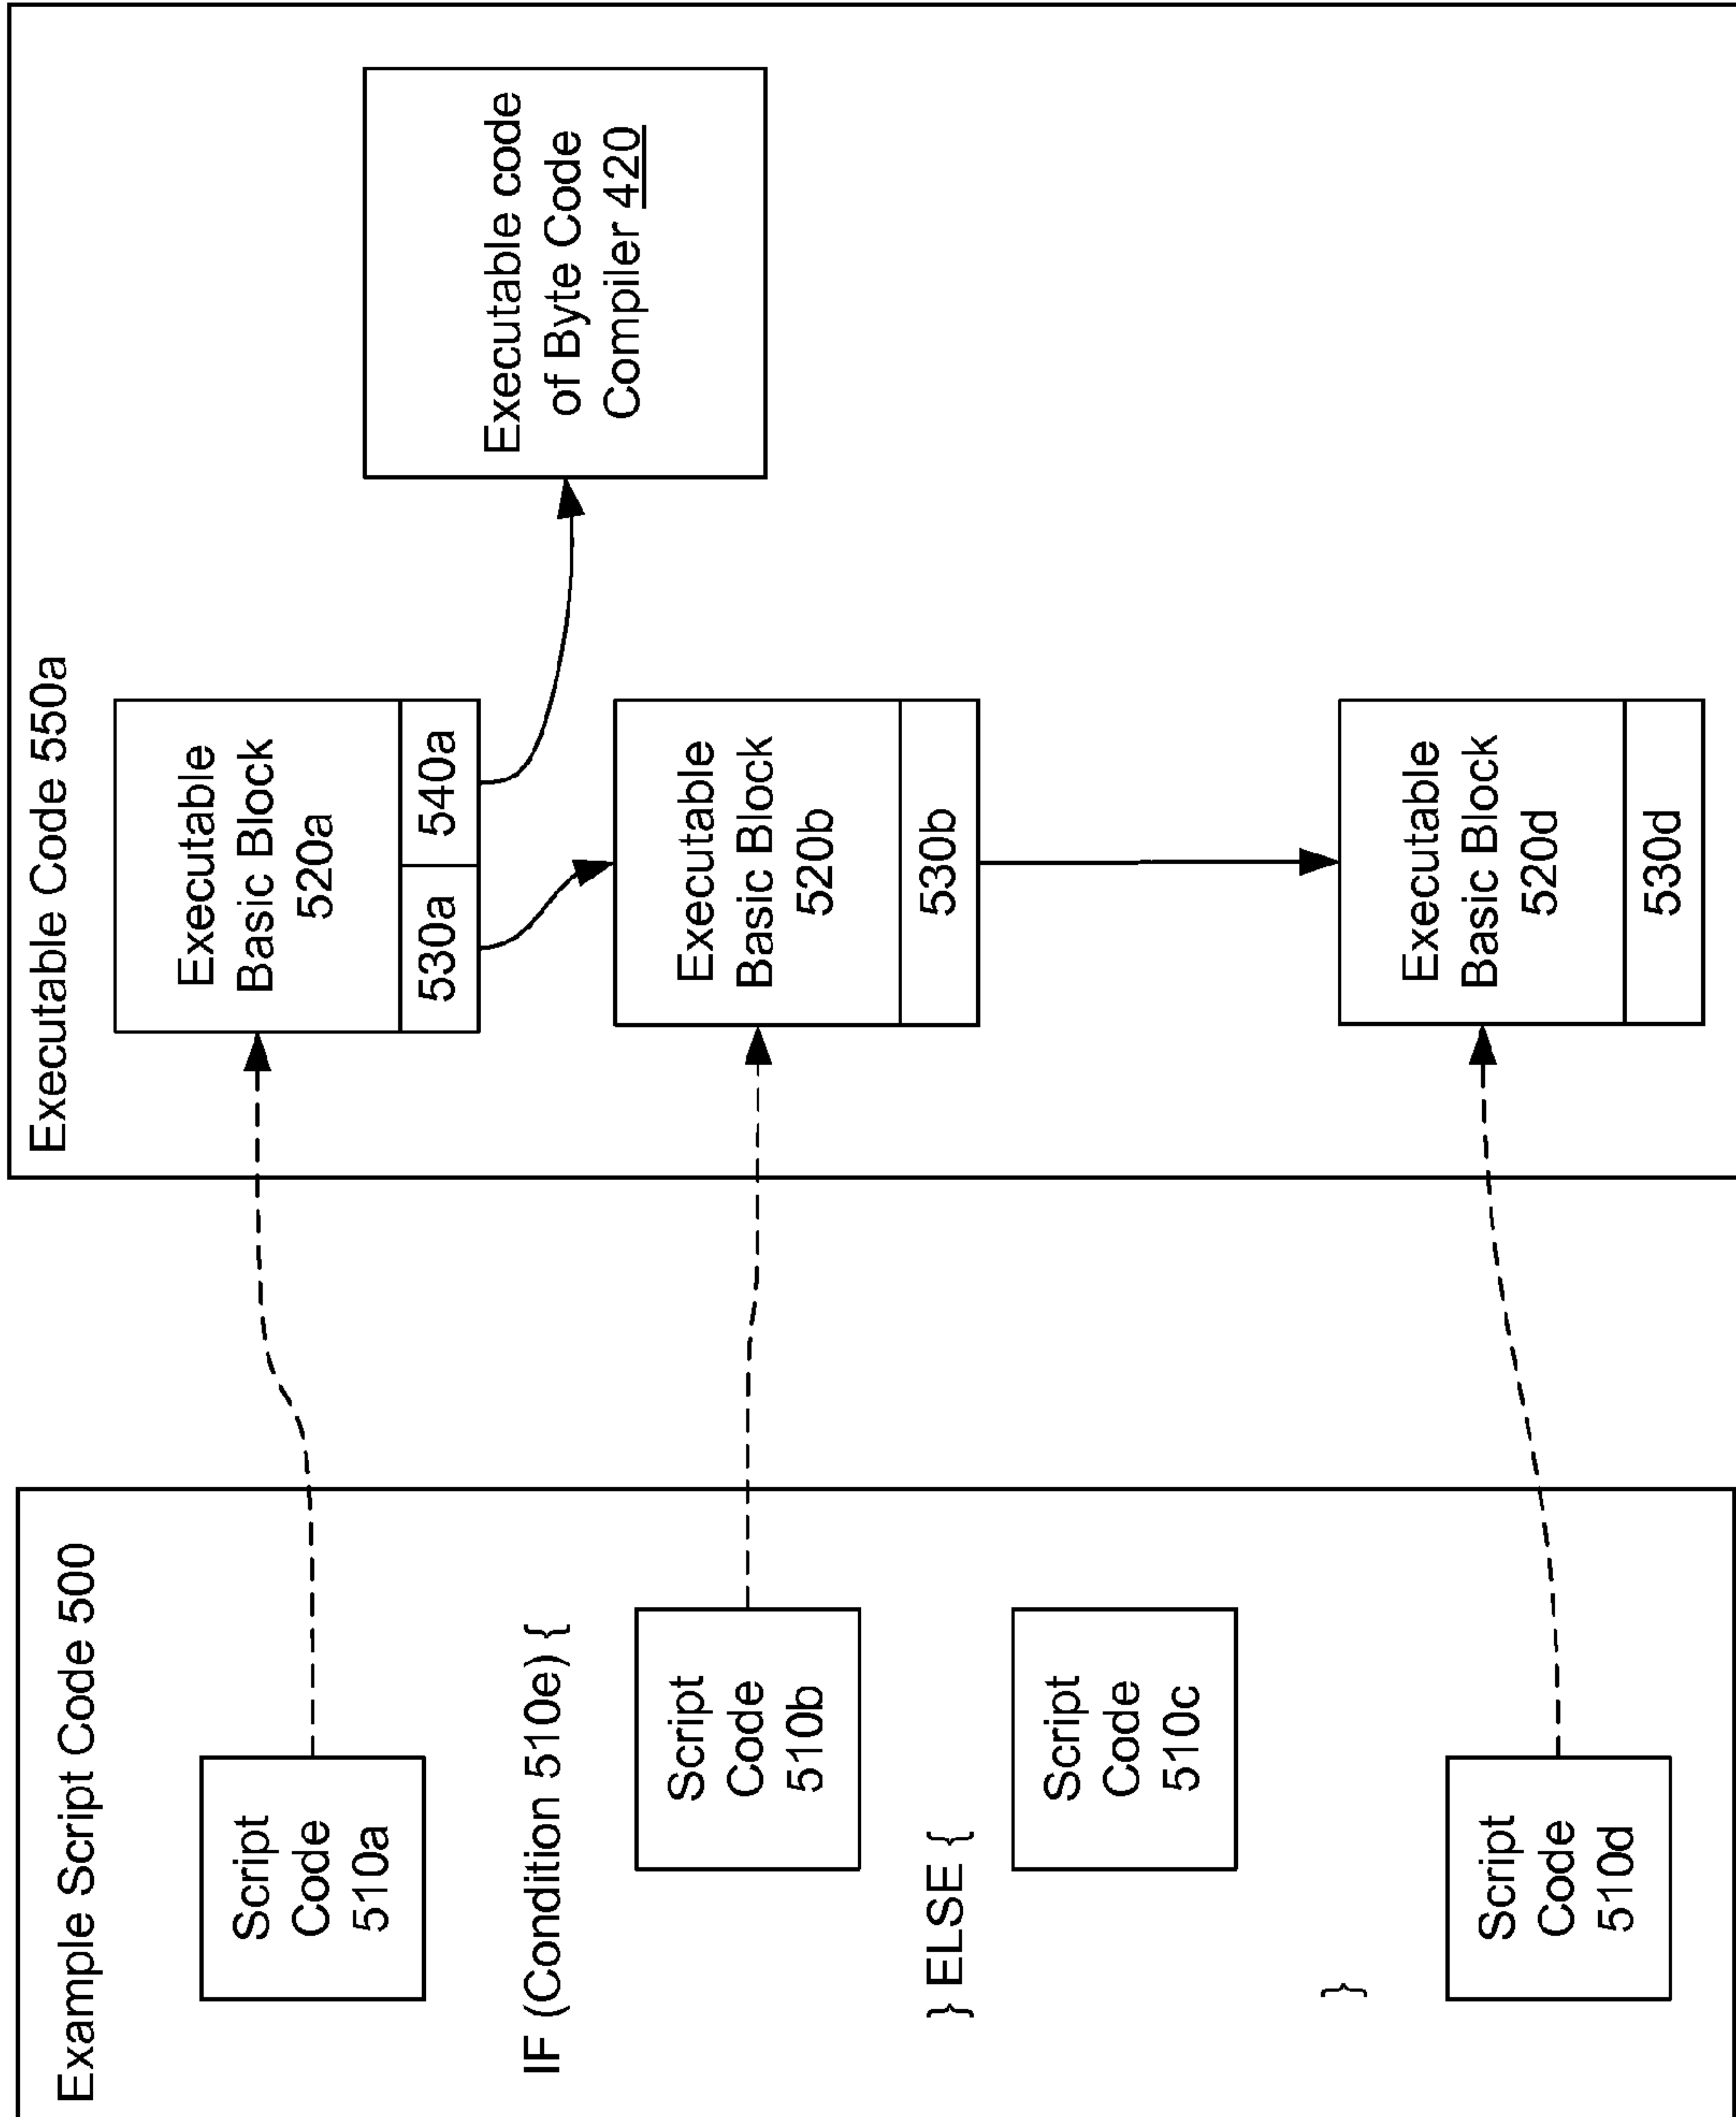 Example Script Code 500
Script
Code
510a
IF (Condition 510e) {
Script
Code
510b
} ELSE {
Script
Code
510c
}
Script
Code
510d
Executable Code 550a
Executable
Basic Block
520a
530a
540a
Executable code
of Byte Code
Compiler 420
Executable
Basic Block
520b
530b
Executable
Basic Block
520d
530d